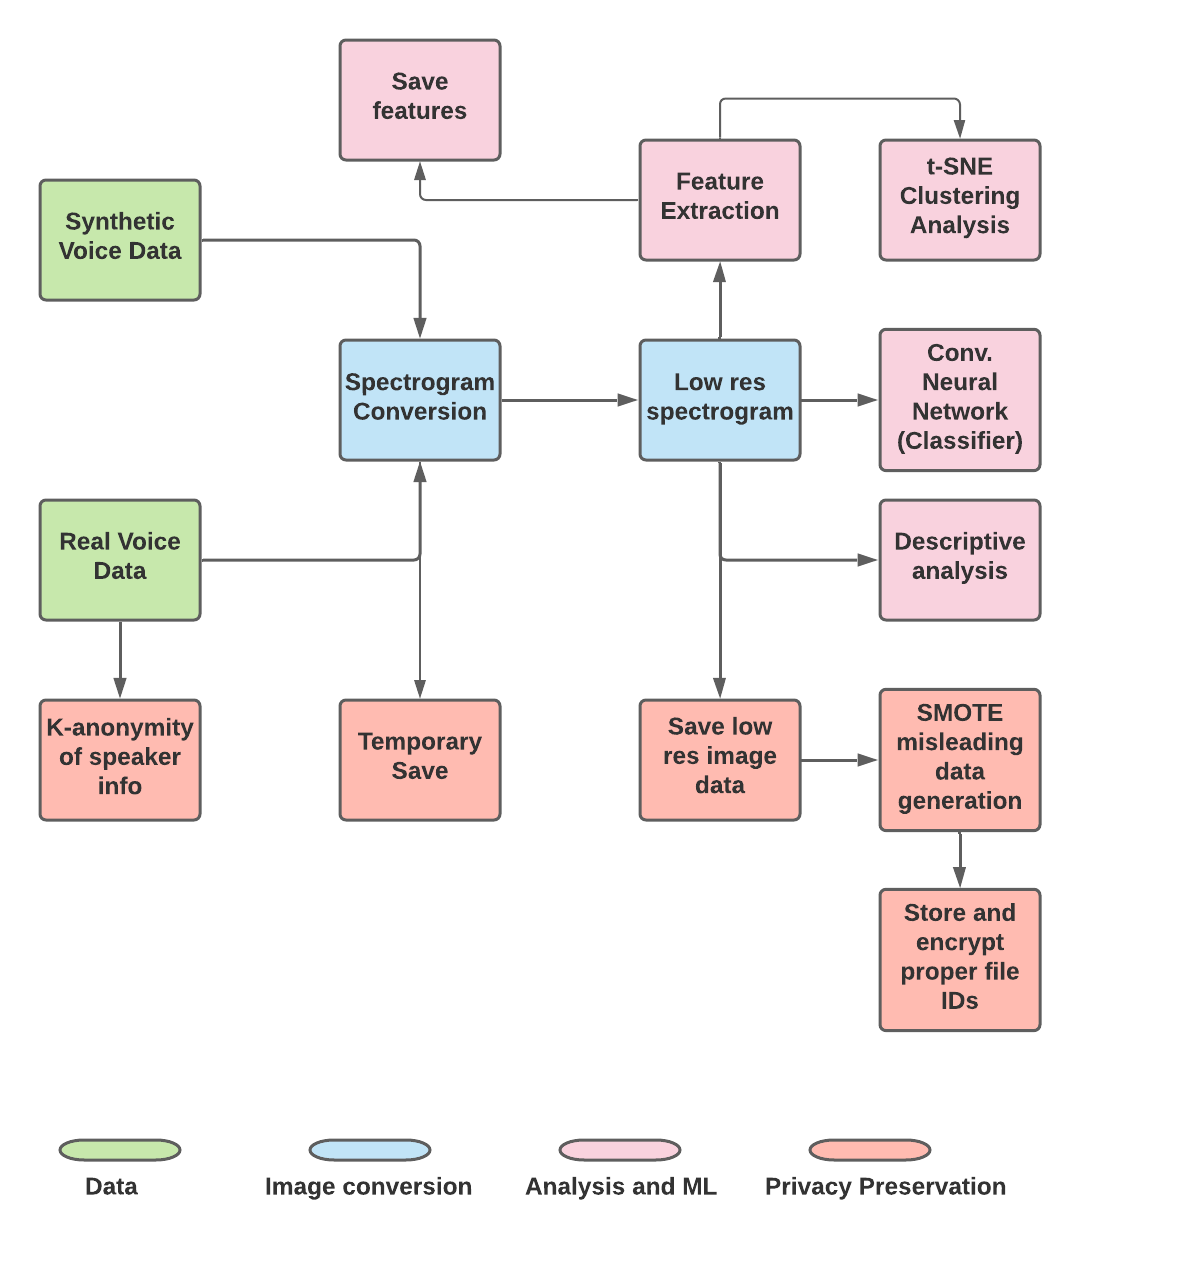 Save
features
Feature
Extraction
t-SNE
Clustering
Analysis
Synthetic
Voice Data
Spectrogram
Conversion
Low res
spectrogram
Conv.
Neural
Network
(Classifier)
Real Voice
Data
Descriptive
analysis
K-anonymity
of speaker
info
Temporary
Save
Save low
res image
data
SMOTE
misleading
data
generation
Store and
encrypt
proper file
IDs
Data
Image conversion
Analysis and ML
Privacy Preservation